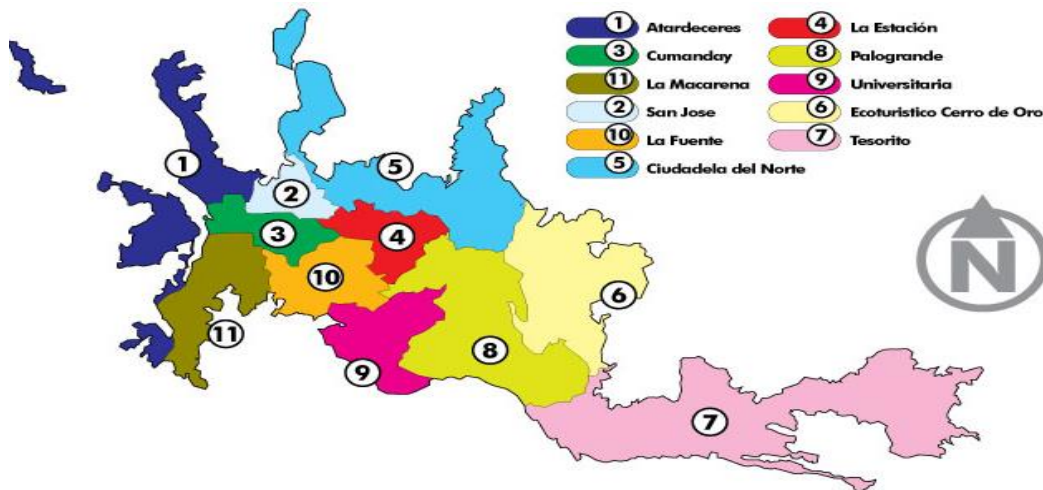 1 Atardeceres
3 Cumanday
11 La Macarena
2 San Jose
10 La Fuente
5 Ciudadela del Norte
4 La Estación
8 Palogrande
9 Universitaria
6 Ecoturistico Cerro de Oro
7 Tesorito
N
1
2
5
3
4
10
6
11
8
9
7